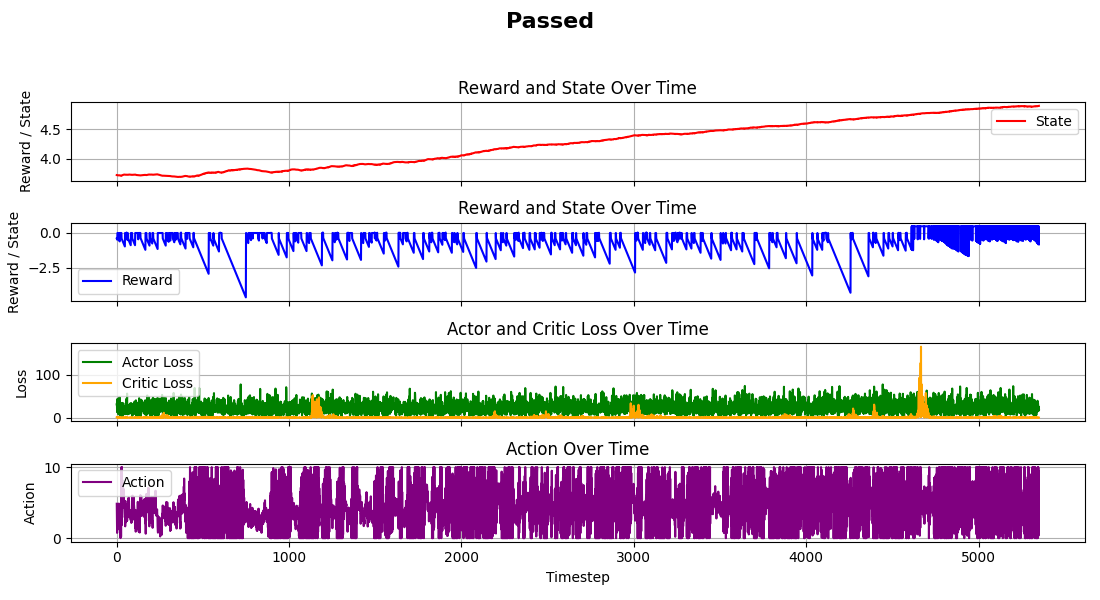 Passed
Reward and State Over Time
Reward / State
4.5
4.0
State
Reward and State Over Time
Reward / State
0.0
−2.5
Reward
Actor and Critic Loss Over Time
Loss
100
0
Actor Loss
Critic Loss
Action Over Time
Action
10
0
Action
0 1000 2000 3000 4000 5000
Timestep